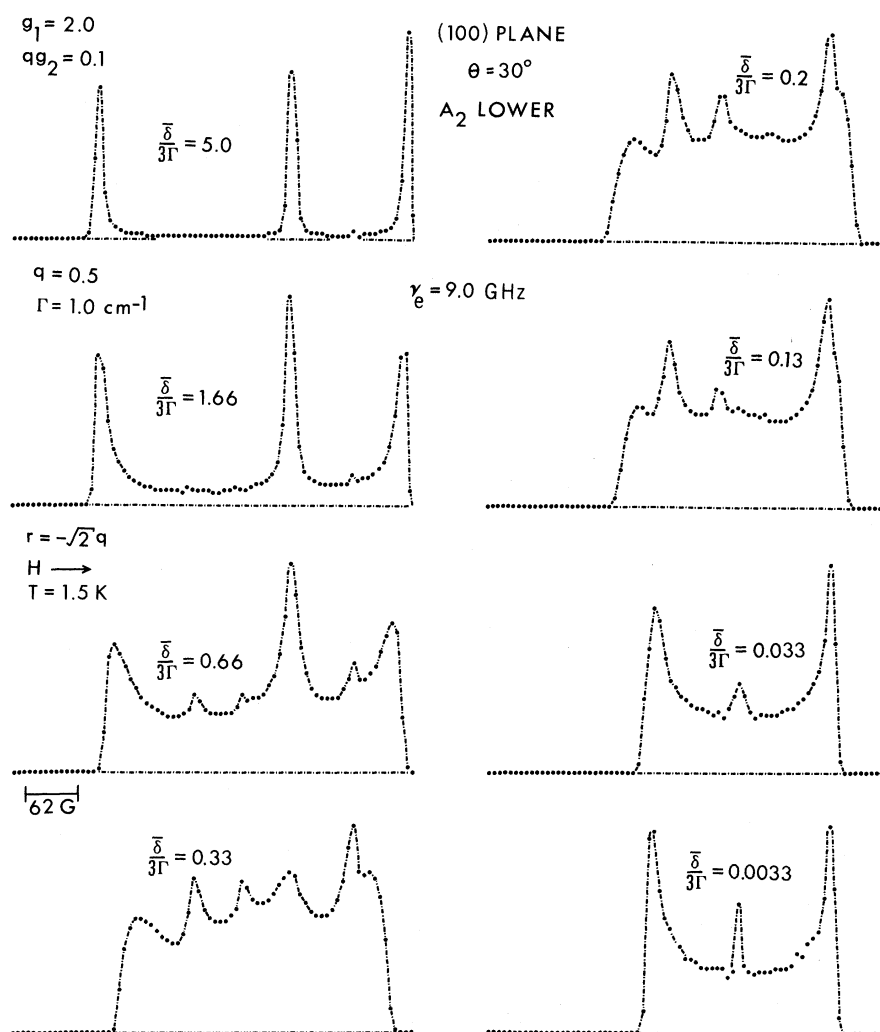 g₁ = 2.0
qg₂ = 0.1
δ̅/3Γ = 5.0
(100) PLANE
θ = 30°
A₂ LOWER
δ̅/3Γ = 0.2
q = 0.5
Γ = 1.0 cm⁻¹
δ̅/3Γ = 1.66
γₑ = 9.0 GHz
δ̅/3Γ = 0.13
r = -√2 q
H →
T = 1.5 K
δ̅/3Γ = 0.66
δ̅/3Γ = 0.033
62 G
δ̅/3Γ = 0.33
δ̅/3Γ = 0.0033